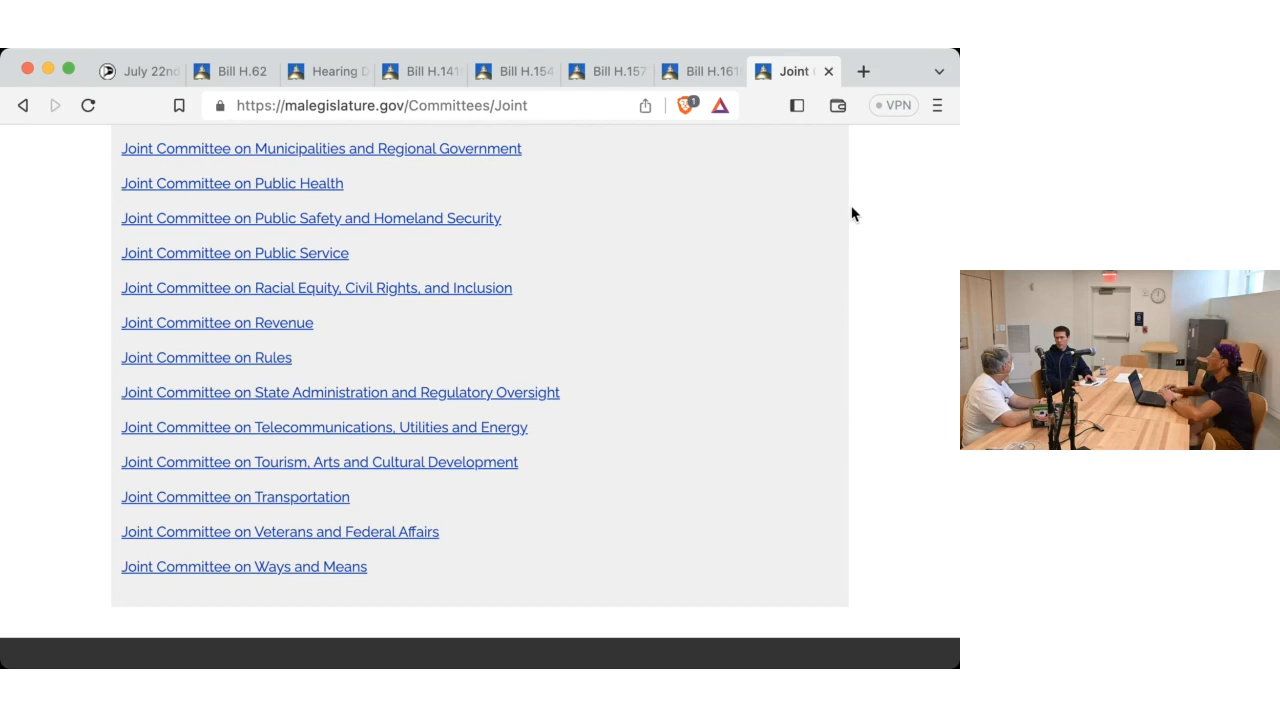 July 22nd
Bill H.62
Hearing D
Bill H.141
Bill H.154
Bill H.157
Bill H.161
Joint
https://malegislature.gov/Committees/Joint
1
VPN
Joint Committee on Municipalities and Regional Government
Joint Committee on Public Health
Joint Committee on Public Safety and Homeland Security
Joint Committee on Public Service
Joint Committee on Racial Equity, Civil Rights, and Inclusion
Joint Committee on Revenue
Joint Committee on Rules
Joint Committee on State Administration and Regulatory Oversight
Joint Committee on Telecommunications, Utilities and Energy
Joint Committee on Tourism, Arts and Cultural Development
Joint Committee on Transportation
Joint Committee on Veterans and Federal Affairs
Joint Committee on Ways and Means